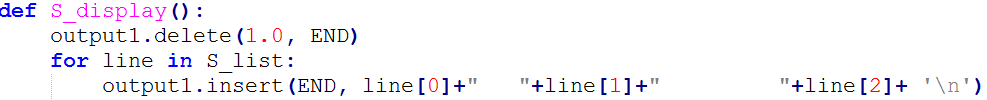 def S_display():
    output1.delete(1.0, END)
    for line in S_list:
        output1.insert(END, line[0]+"   "+line[1]+"         "+line[2]+ '\n')